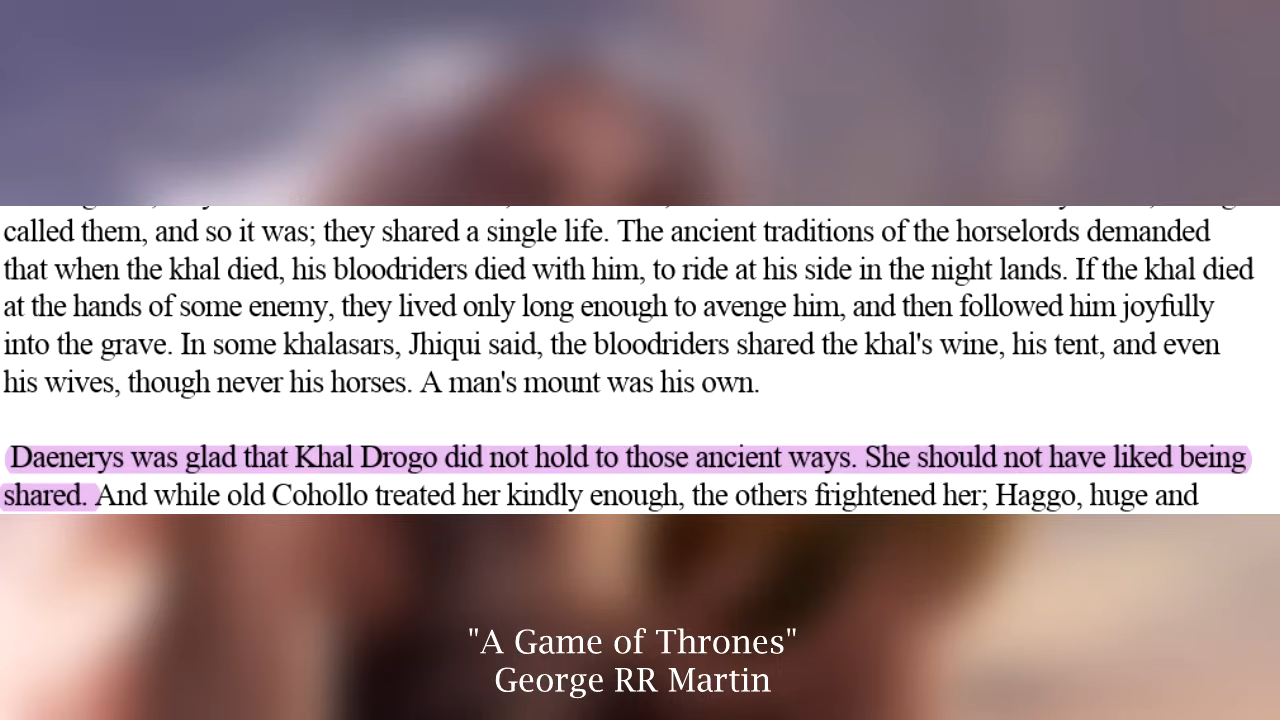 called them, and so it was; they shared a single life. The ancient traditions of the horselords demanded
that when the khal died, his bloodriders died with him, to ride at his side in the night lands. If the khal died
at the hands of some enemy, they lived only long enough to avenge him, and then followed him joyfully
into the grave. In some khalasars, Jhiqui said, the bloodriders shared the khal's wine, his tent, and even
his wives, though never his horses. A man's mount was his own.
Daenerys was glad that Khal Drogo did not hold to those ancient ways. She should not have liked being
shared. And while old Cohollo treated her kindly enough, the others frightened her; Haggo, huge and
"A Game of Thrones"
George RR Martin